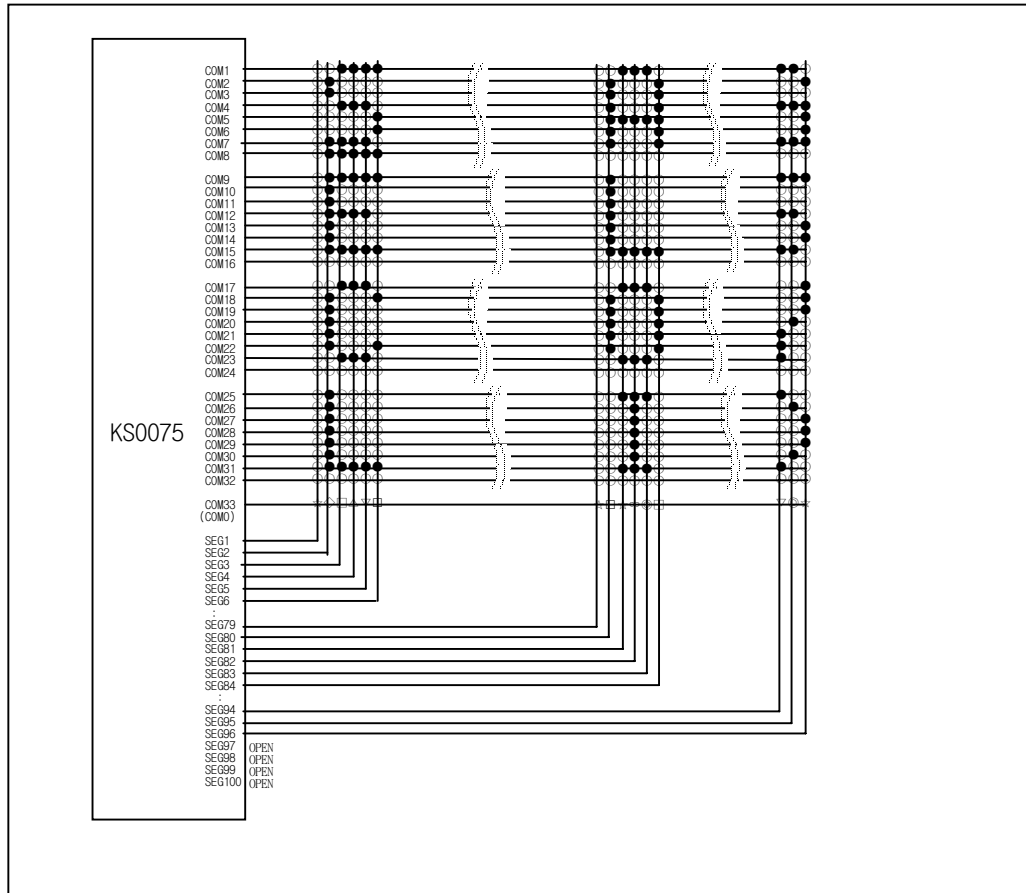 COM1
COM2
COM3
COM4
COM5
COM6
COM7
COM8
COM9
COM10
COM11
COM12
COM13
COM14
COM15
COM16
COM17
COM18
COM19
COM20
COM21
COM22
COM23
COM24
COM25
COM26
COM27
KS0075
COM28
COM29
COM30
COM31
COM32
COM33
(COM0)
SEG1
SEG2
SEG3
SEG4
SEG5
SEG6
:
SEG79
SEG80
SEG81
SEG82
SEG83
SEG84
:
SEG94
SEG95
SEG96
SEG97 OPEN
SEG98 OPEN
SEG99 OPEN
SEG100 OPEN